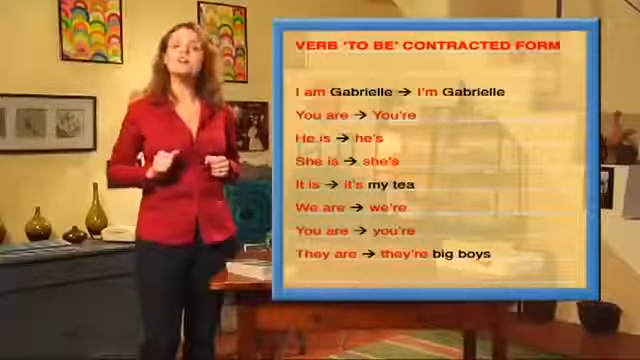 VERB 'TO BE' CONTRACTED FORM
I am Gabrielle → I'm Gabrielle
You are → You're
He is → he's
She is → she's
It is → it's my tea
We are → we're
You are → you're
They are → they're big boys